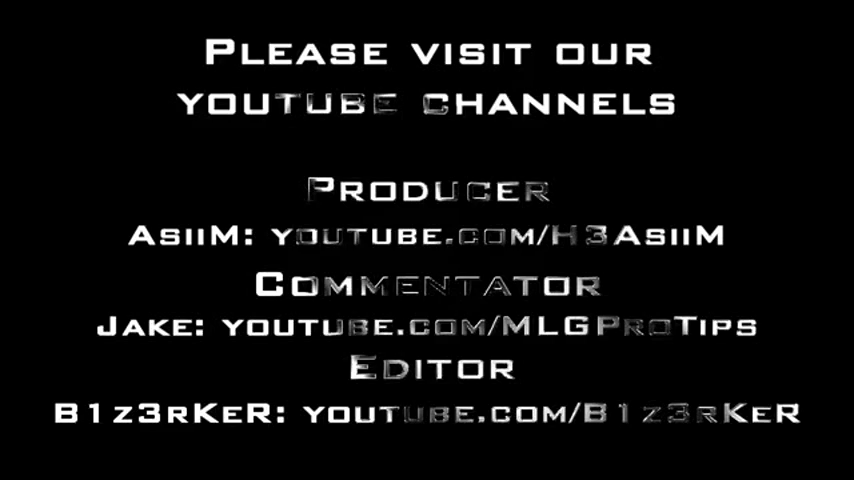 Please visit our
youtube channels
Producer
AsiiM: youtube.com/H3AsiiM
Commentator
Jake: youtube.com/MLGProTips
Editor
B1z3rKeR: youtube.com/B1z3rKeR